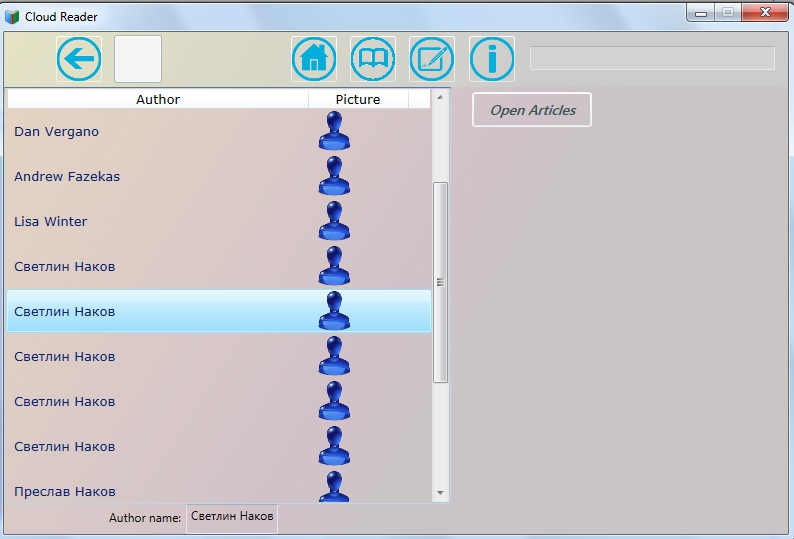 Cloud Reader
Author Picture
Dan Vergano
Andrew Fazekas
Lisa Winter
Светлин Наков
Светлин Наков
Светлин Наков
Светлин Наков
Светлин Наков
Преслав Наков
Open Articles
Author name: Светлин Наков